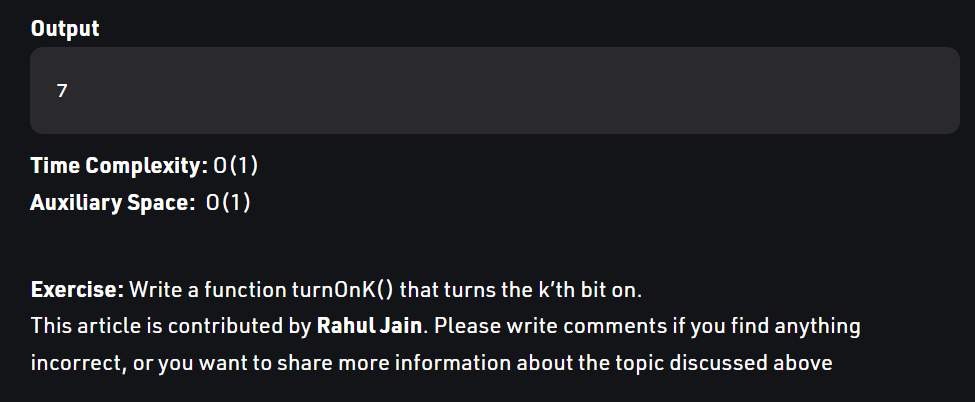 Output
7
Time Complexity: O(1)
Auxiliary Space: O(1)
Exercise: Write a function turnOnK() that turns the k’th bit on.
This article is contributed by Rahul Jain. Please write comments if you find anything
incorrect, or you want to share more information about the topic discussed above